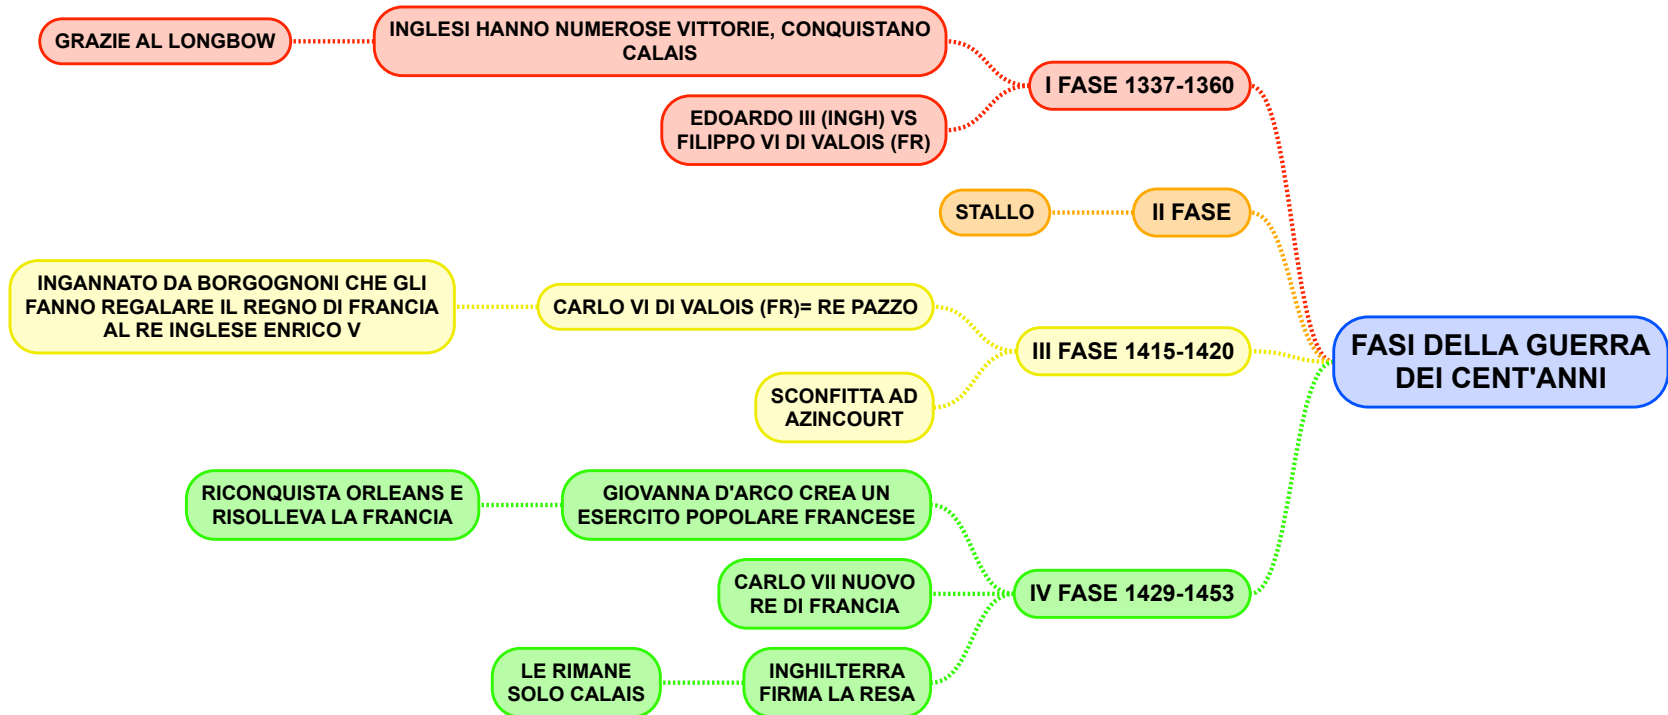 FASI DELLA GUERRA
DEI CENT'ANNI
I FASE 1337-1360
INGLESI HANNO NUMEROSE VITTORIE, CONQUISTANO
CALAIS
GRAZIE AL LONGBOW
EDOARDO III (INGH) VS
FILIPPO VI DI VALOIS (FR)
II FASE
STALLO
III FASE 1415-1420
CARLO VI DI VALOIS (FR)= RE PAZZO
INGANNATO DA BORGOGNONI CHE GLI
FANNO REGALARE IL REGNO DI FRANCIA
AL RE INGLESE ENRICO V
SCONFITTA AD
AZINCOURT
IV FASE 1429-1453
GIOVANNA D'ARCO CREA UN
ESERCITO POPOLARE FRANCESE
RICONQUISTA ORLEANS E
RISOLLEVA LA FRANCIA
CARLO VII NUOVO
RE DI FRANCIA
INGHILTERRA
FIRMA LA RESA
LE RIMANE
SOLO CALAIS